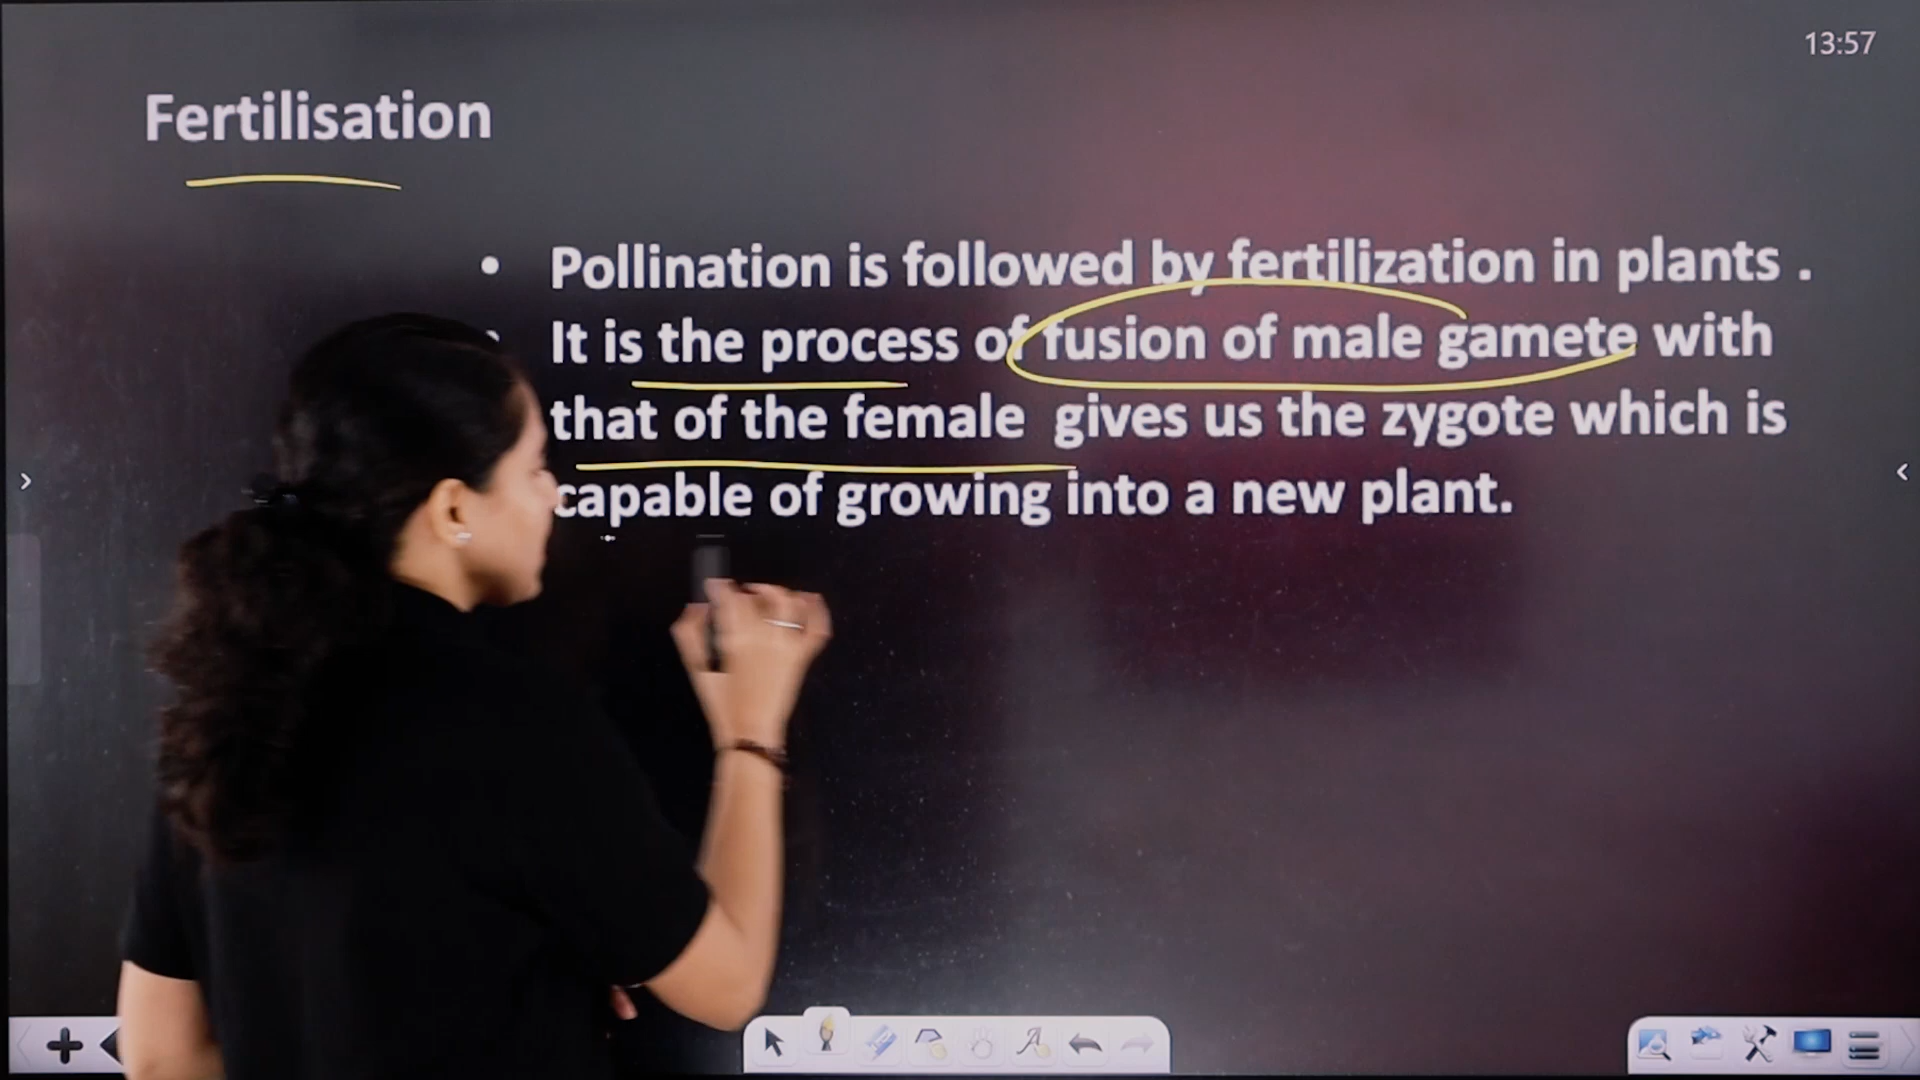 13:57
Fertilisation
• Pollination is followed by fertilization in plants .
It is the process of fusion of male gamete with
that of the female gives us the zygote which is
capable of growing into a new plant.